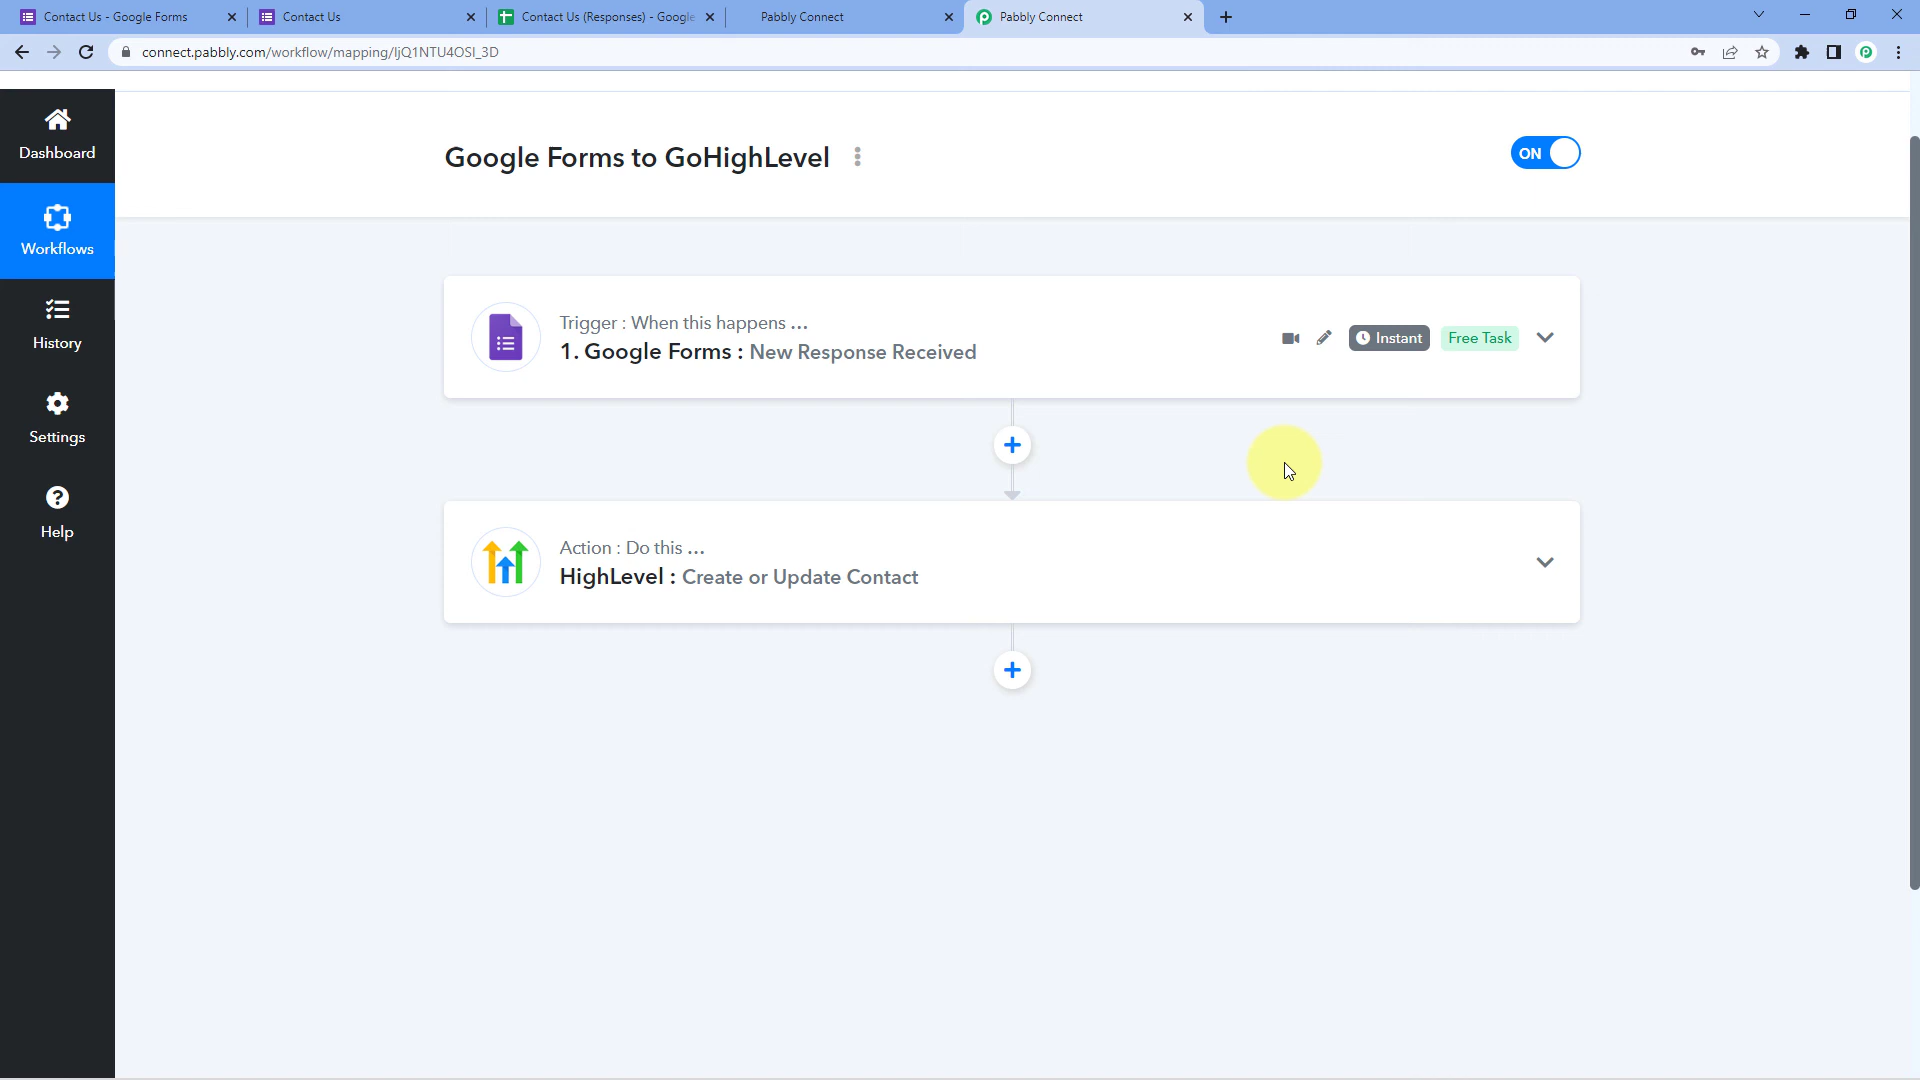 Contact Us - Google Forms
Contact Us
Contact Us (Responses) - Google
Pabbly Connect
Pabbly Connect
connect.pabbly.com/workflow/mapping/IjQ1NTU4OSI_3D
Dashboard
Workflows
History
Settings
Help
Google Forms to GoHighLevel
ON
Trigger : When this happens ...
1. Google Forms : New Response Received
Instant
Free Task
Action : Do this ...
HighLevel : Create or Update Contact